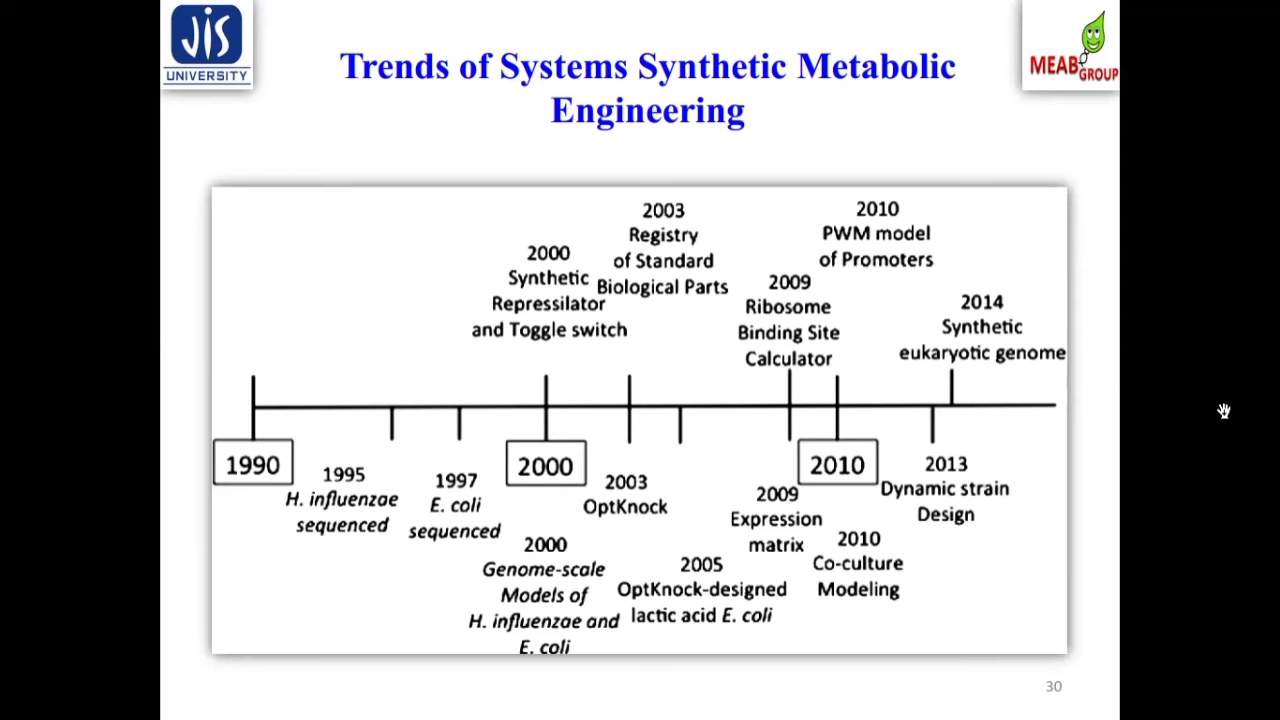 JIS
UNIVERSITY
MEAB
GROUP
Trends of Systems Synthetic Metabolic
Engineering
2000
Synthetic
Repressilator
and Toggle switch
2003
Registry
of Standard
Biological Parts
2009
Ribosome
Binding Site
Calculator
2010
PWM model
of Promoters
2014
Synthetic
eukaryotic genome
1990
1995
H. influenzae
sequenced
1997
E. coli
sequenced
2000
2000
Genome-scale
Models of
H. influenzae and
E. coli
2003
OptKnock
2005
OptKnock-designed
lactic acid E. coli
2009
Expression
matrix
2010
2010
Co-culture
Modeling
2013
Dynamic strain
Design
30